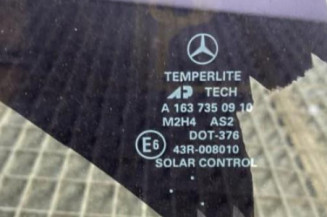 TEMPERLITE
AP TECH
A 163 735 09 10
M2H4 AS2
DOT-376
E6 43R-008010
SOLAR CONTROL